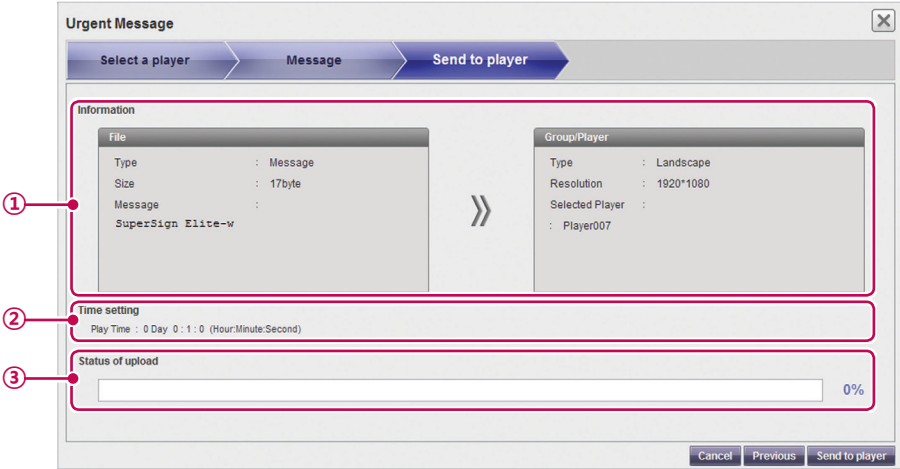 Urgent Message
Select a player
Message
Send to player
Information
File
Type : Message
Size : 17byte
Message :
SuperSign Elite-w
Group/Player
Type : Landscape
Resolution : 1920*1080
Selected Player :
: Player007
①
Time setting
②
Play Time : 0 Day 0 : 1 : 0 (Hour:Minute:Second)
Status of upload
③
0%
Cancel
Previous
Send to player